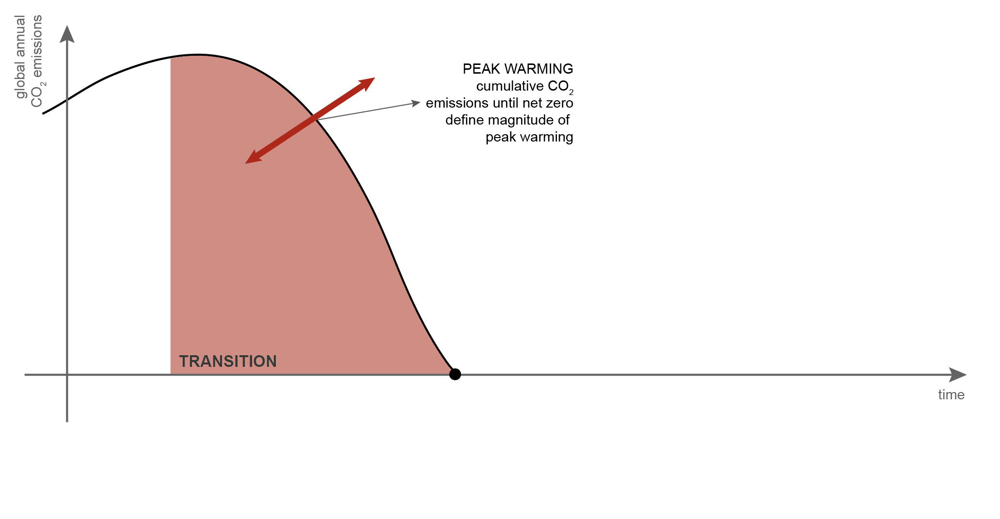 global annual
CO₂ emissions
PEAK WARMING
cumulative CO₂
emissions until net zero
define magnitude of
peak warming
TRANSITION
time